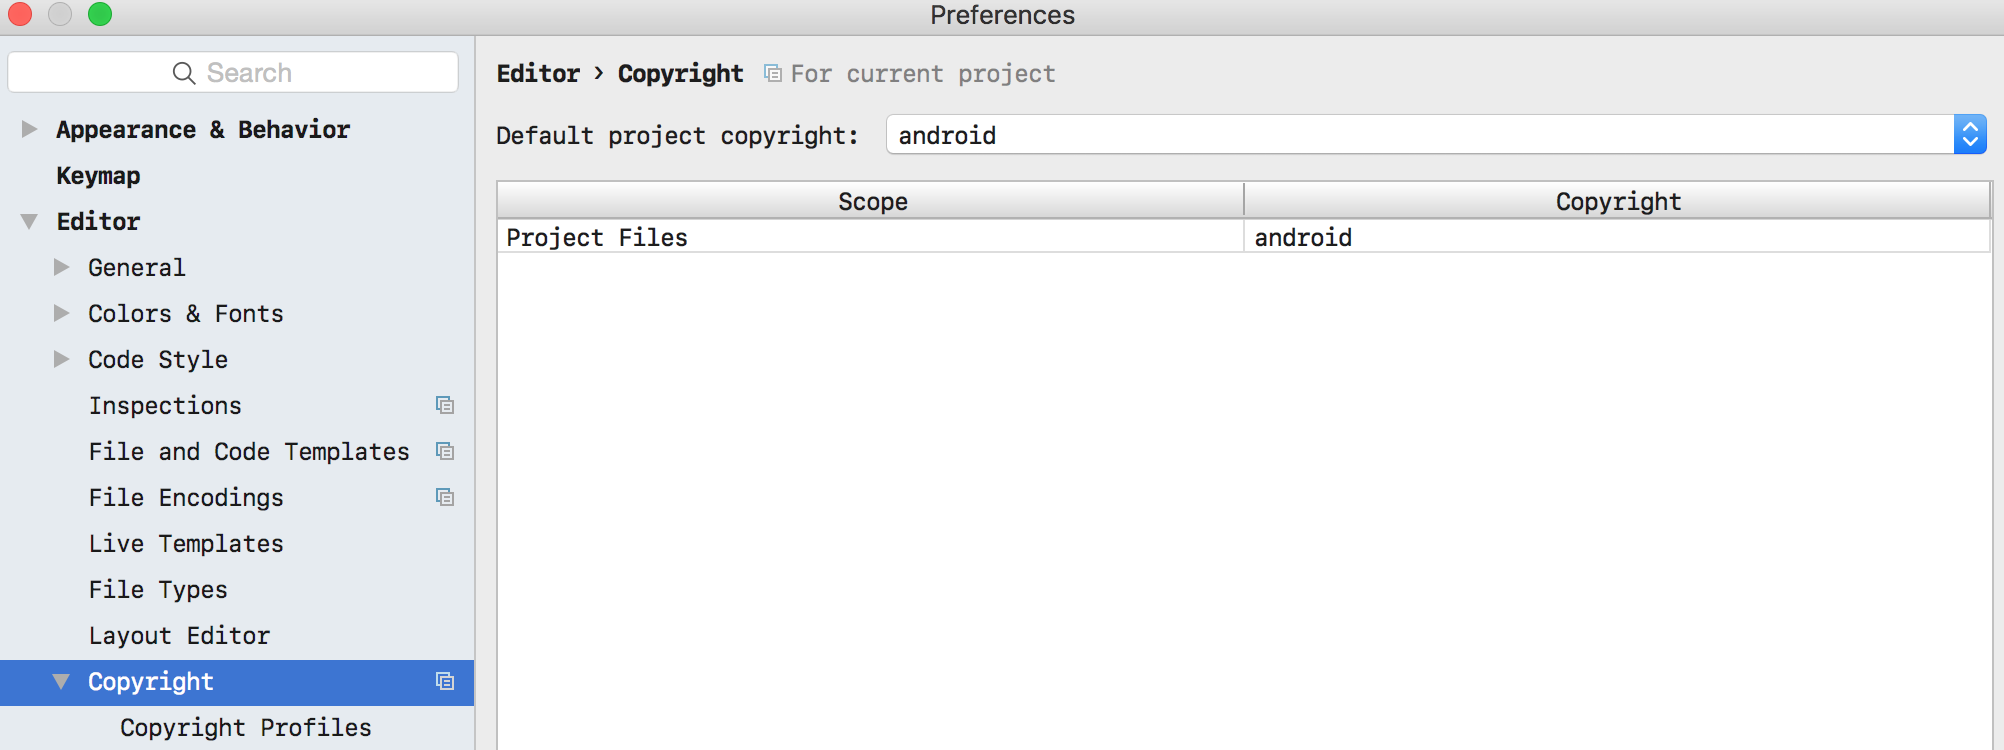 Preferences
Search
Appearance & Behavior
Keymap
Editor
General
Colors & Fonts
Code Style
Inspections
File and Code Templates
File Encodings
Live Templates
File Types
Layout Editor
Copyright
Copyright Profiles
Editor › Copyright For current project
Default project copyright: android
Scope Copyright
Project Files android